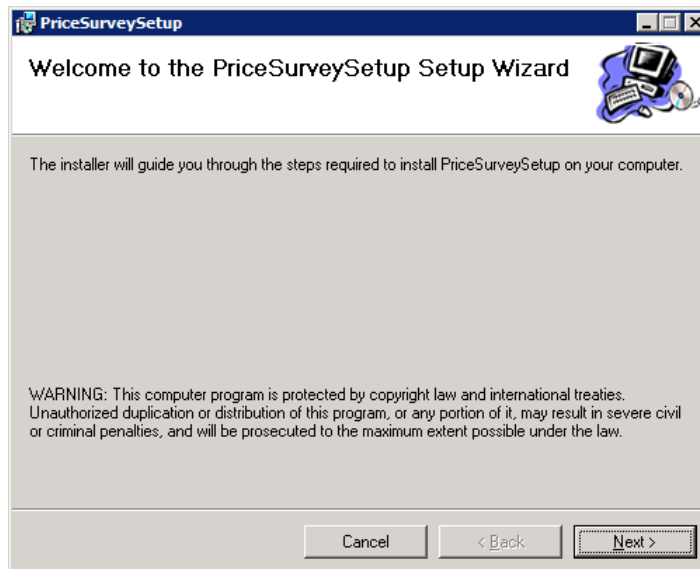 PriceSurveySetup
Welcome to the PriceSurveySetup Setup Wizard
The installer will guide you through the steps required to install PriceSurveySetup on your computer.
WARNING: This computer program is protected by copyright law and international treaties.
Unauthorized duplication or distribution of this program, or any portion of it, may result in severe civil
or criminal penalties, and will be prosecuted to the maximum extent possible under the law.
Cancel
< Back
Next >